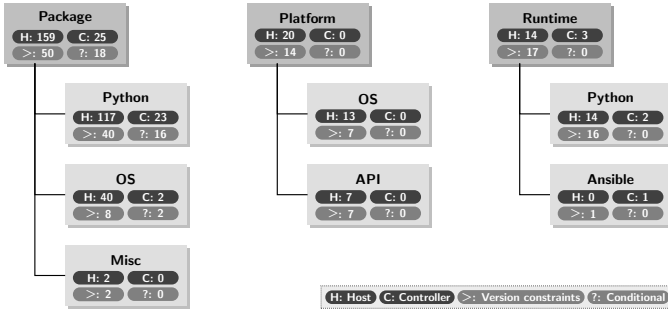 Package
H: 159 C: 25
>: 50 ?: 18
Python
H: 117 C: 23
>: 40 ?: 16
OS
H: 40 C: 2
>: 8 ?: 2
Misc
H: 2 C: 0
>: 2 ?: 0
Platform
H: 20 C: 0
>: 14 ?: 0
OS
H: 13 C: 0
>: 7 ?: 0
API
H: 7 C: 0
>: 7 ?: 0
Runtime
H: 14 C: 3
>: 17 ?: 0
Python
H: 14 C: 2
>: 16 ?: 0
Ansible
H: 0 C: 1
>: 1 ?: 0
H: Host C: Controller >: Version constraints ?: Conditional